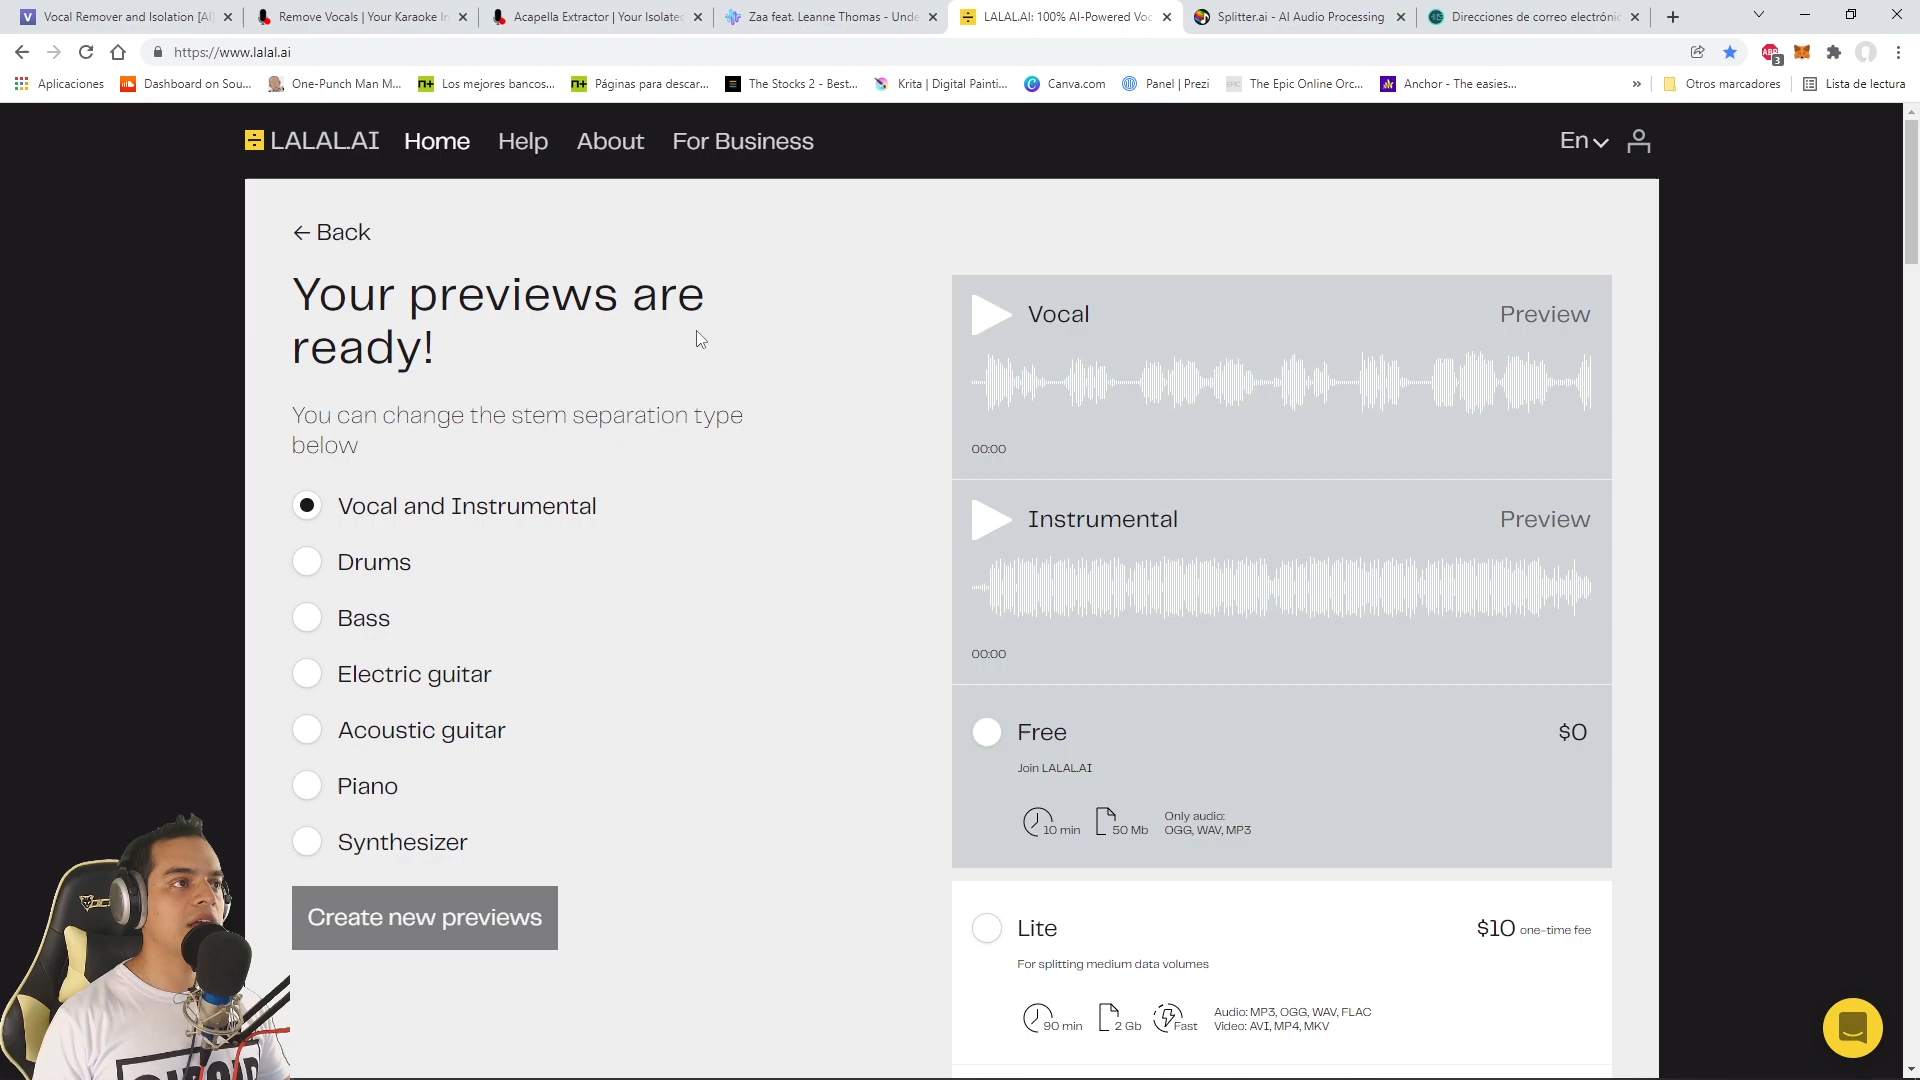 Vocal Remover and Isolation [AI]
Remove Vocals | Your Karaoke In
Acapella Extractor | Your Isolated
Zaa feat. Leanne Thomas - Unde
LALAL.AI: 100% AI-Powered Voc
Splitter.ai - AI Audio Processing
Direcciones de correo electrónic
https://www.lalal.ai
ABP
3
Aplicaciones
Dashboard on Sou...
One-Punch Man M...
Los mejores bancos...
Páginas para descar...
The Stocks 2 - Best...
Krita | Digital Painti...
Canva.com
Panel | Prezi
The Epic Online Orc...
Anchor - The easies...
»
Otros marcadores
Lista de lectura
LALAL.AI
Home
Help
About
For Business
En
← Back
Your previews are
ready!
You can change the stem separation type
below
Vocal and Instrumental
Drums
Bass
Electric guitar
Acoustic guitar
Piano
Synthesizer
Create new previews
Vocal
Preview
00:00
Instrumental
Preview
00:00
Free
$0
Join LALAL.AI
10 min
50 Mb
Only audio:
OGG, WAV, MP3
Lite
$10 one-time fee
For splitting medium data volumes
90 min
2 Gb
Fast
Audio: MP3, OGG, WAV, FLAC
Video: AVI, MP4, MKV